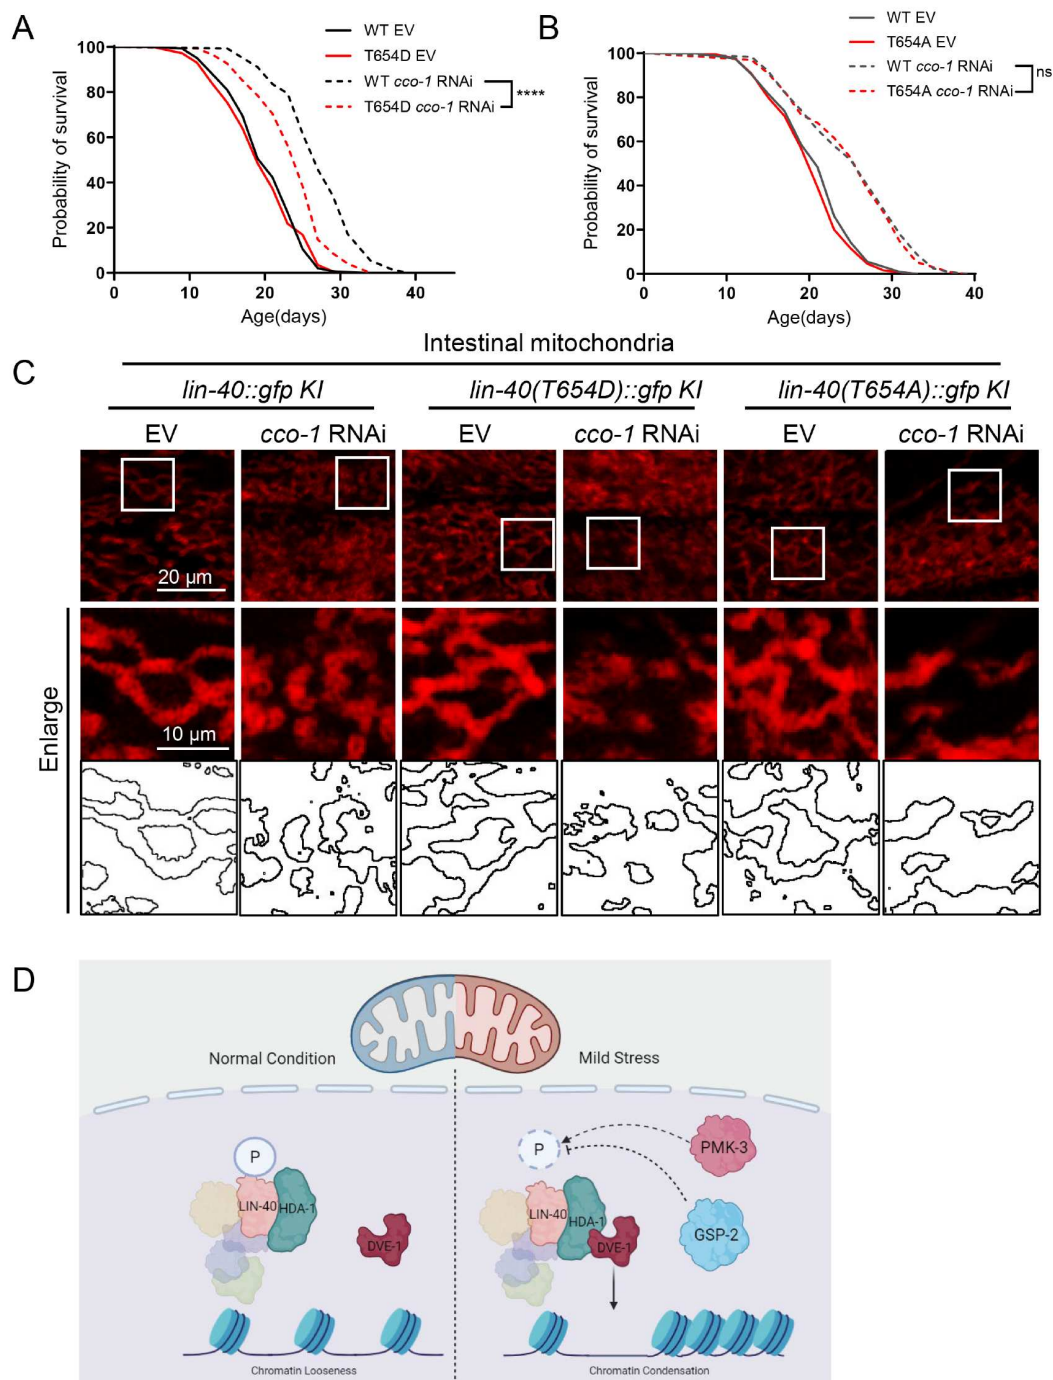 A
WT EV
T654D EV
WT cco-1 RNAi
T654D cco-1 RNAi
****
Probability of survival
100
80
60
40
20
0
0 10 20 30 40
Age(days)
B
WT EV
T654A EV
WT cco-1 RNAi
T654A cco-1 RNAi
ns
Probability of survival
100
80
60
40
20
0
0 10 20 30 40
Age(days)
Intestinal mitochondria
C
lin-40::gfp KI lin-40(T654D)::gfp KI lin-40(T654A)::gfp KI
EV cco-1 RNAi EV cco-1 RNAi EV cco-1 RNAi
20 µm
Enlarge
10 µm
D
Normal Condition Mild Stress
P P PMK-3
LIN-40 HDA-1 DVE-1 LIN-40 HDA-1 DVE-1 GSP-2
Chromatin Looseness Chromatin Condensation